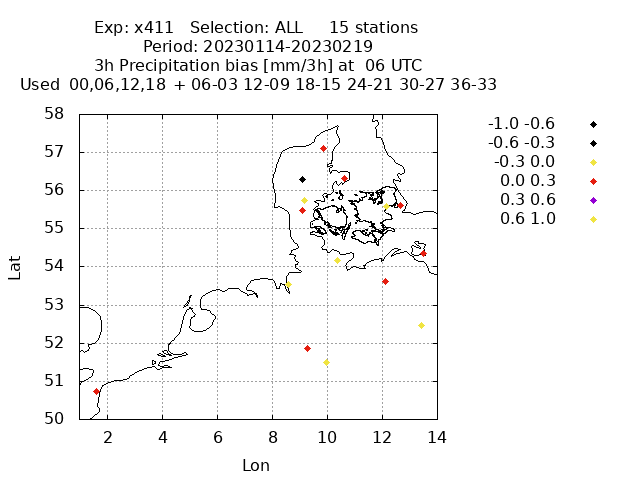 Exp: x411 Selection: ALL 15 stations
Period: 20230114-20230219
3h Precipitation bias [mm/3h] at 06 UTC
Used 00,06,12,18 + 06-03 12-09 18-15 24-21 30-27 36-33
58
57
56
55
54
53
52
51
50
Lat
2 4 6 8 10 12 14
Lon
-1.0 -0.6
-0.6 -0.3
-0.3 0.0
0.0 0.3
0.3 0.6
0.6 1.0